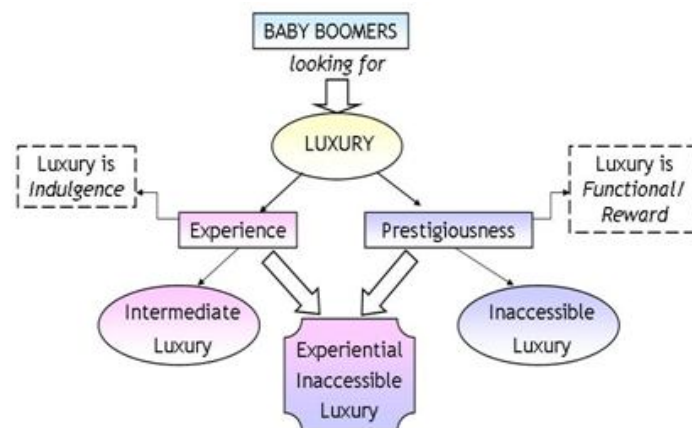 BABY BOOMERS
looking for
LUXURY
Luxury is
Indulgence
Luxury is
Functional/
Reward
Experience
Prestigiousness
Intermediate
Luxury
Inaccessible
Luxury
Experiential
Inaccessible
Luxury